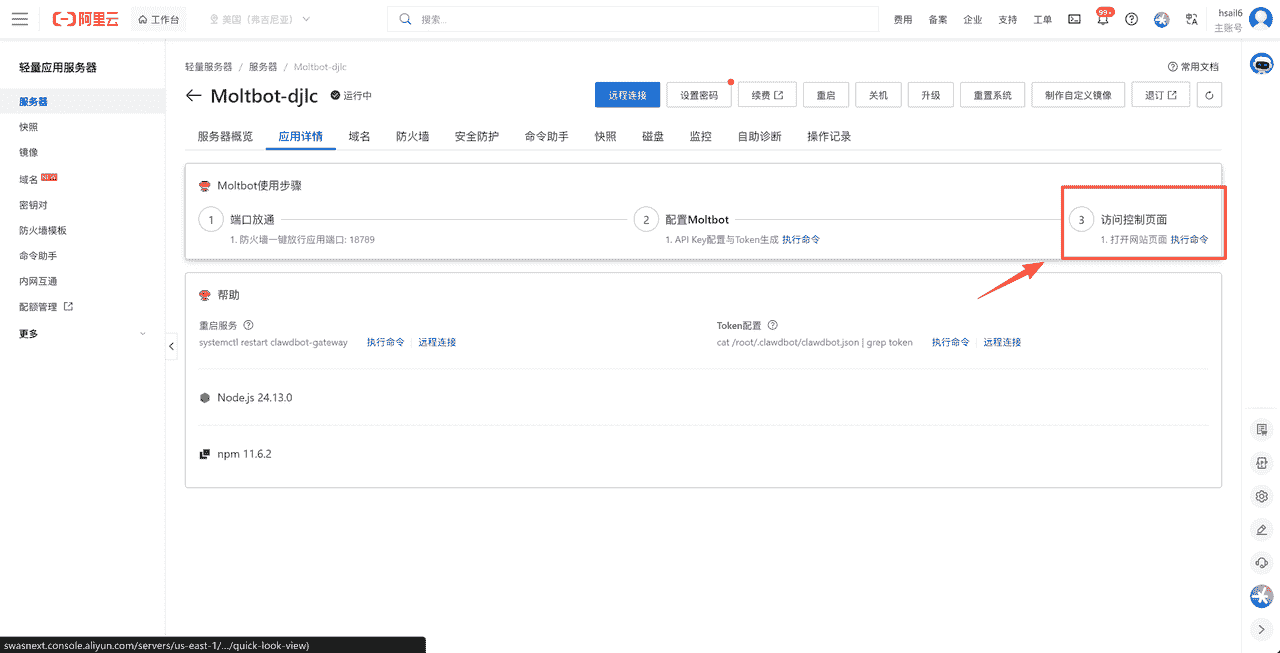 阿里云
工作台
美国（弗吉尼亚）
搜索...
费用
备案
企业
支持
工单
99+
hsail6
主账号
轻量应用服务器
服务器
快照
镜像
域名 NEW
密钥对
防火墙模板
命令助手
内网互通
配额管理
更多
轻量服务器 / 服务器 / Moltbot-djlc
常用文档
Moltbot-djlc
运行中
远程连接
设置密码
续费
重启
关机
升级
重置系统
制作自定义镜像
退订
服务器概览
应用详情
域名
防火墙
安全防护
命令助手
快照
磁盘
监控
自助诊断
操作记录
Moltbot使用步骤
1 端口放通
1. 防火墙一键放行应用端口: 18789
2 配置Moltbot
1. API Key配置与Token生成 执行命令
3 访问控制页面
1. 打开网站页面 执行命令
帮助
重启服务
systemctl restart clawdbot-gateway 执行命令 远程连接
Token配置
cat /root/.clawdbot/clawdbot.json | grep token 执行命令 远程连接
Node.js 24.13.0
npm 11.6.2
swasnext.console.aliyun.com/servers/us-east-1/.../quick-look-view)